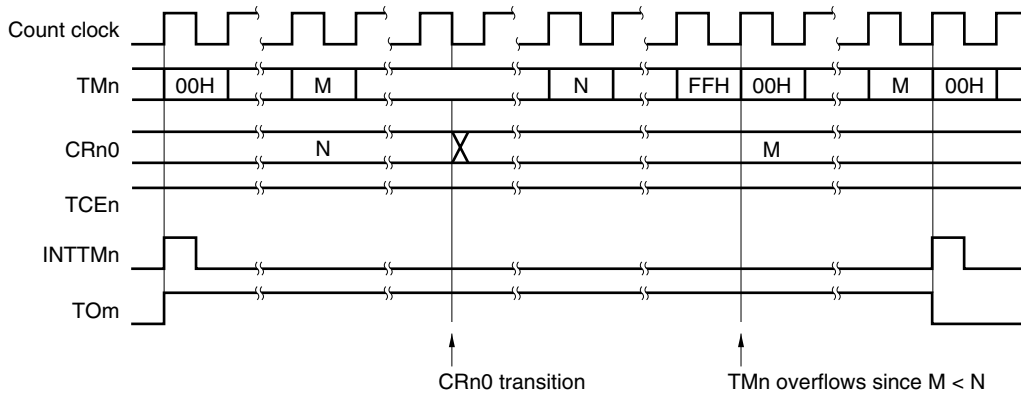 Count clock
TMn 00H M N FFH 00H M 00H
CRn0 N M
TCEn
INTTMn
TOm
CRn0 transition TMn overflows since M < N